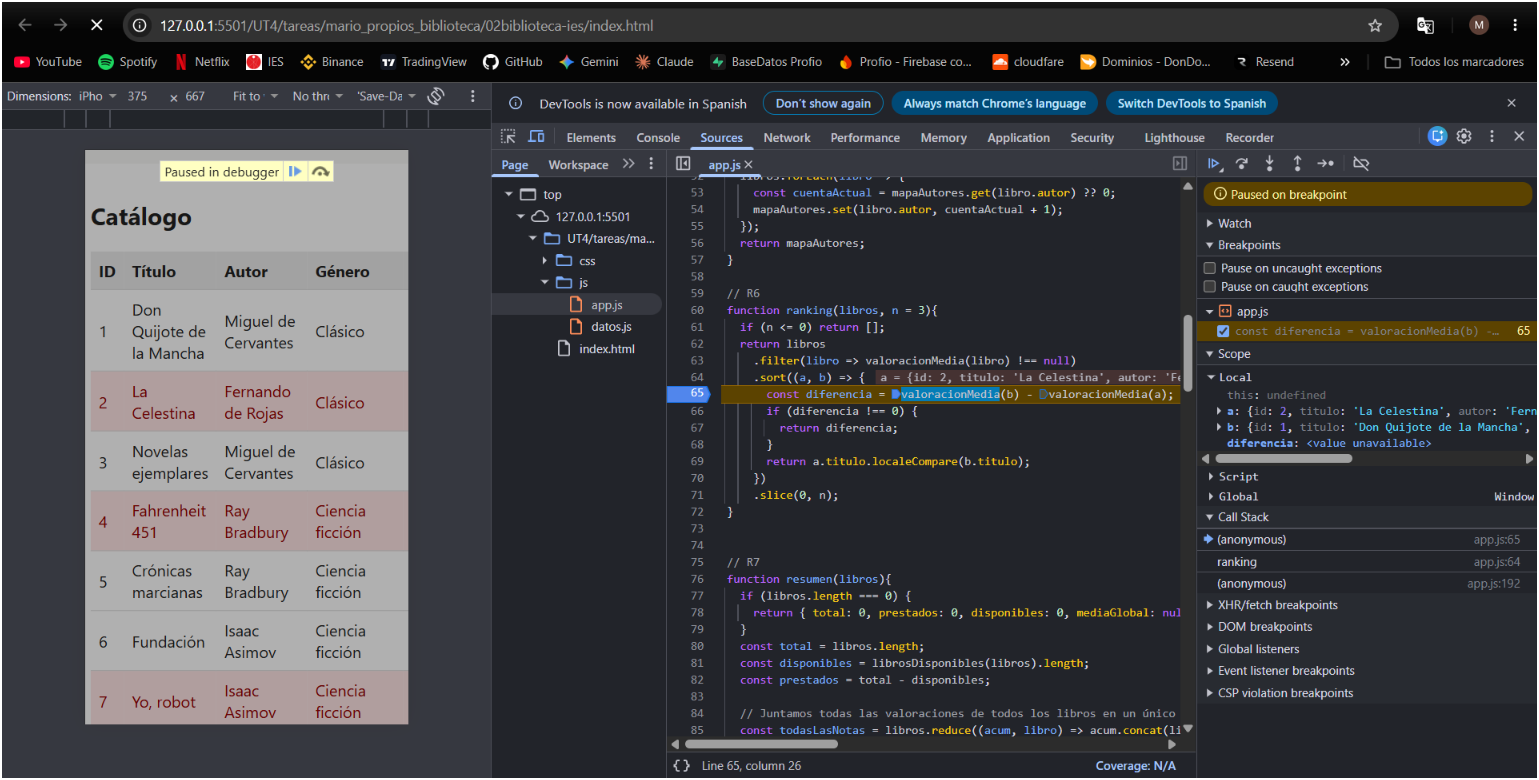 127.0.0.1:5501/UT4/tareas/mario_propios_biblioteca/02biblioteca-ies/index.html
M
YouTube Spotify Netflix IES Binance TradingView GitHub Gemini Claude BaseDatos Profio Profio - Firebase co... cloudfare Dominios - DonDo... Resend » Todos los marcadores
Dimensions: iPho 375 × 667 Fit to No thr 'Save-Da
DevTools is now available in Spanish Don't show again Always match Chrome's language Switch DevTools to Spanish
Elements Console Sources Network Performance Memory Application Security Lighthouse Recorder
Paused in debugger
Catálogo
ID Título Autor Género
1 Don Quijote de la Mancha Miguel de Cervantes Clásico
2 La Celestina Fernando de Rojas Clásico
3 Novelas ejemplares Miguel de Cervantes Clásico
4 Fahrenheit 451 Ray Bradbury Ciencia ficción
5 Crónicas marcianas Ray Bradbury Ciencia ficción
6 Fundación Isaac Asimov Ciencia ficción
7 Yo, robot Isaac Asimov Ciencia ficción
Page Workspace »
top
127.0.0.1:5501
UT4/tareas/ma...
css
js
app.js
datos.js
index.html
app.js
53 const cuentaActual = mapaAutores.get(libro.autor) ?? 0;
54 mapaAutores.set(libro.autor, cuentaActual + 1);
55 });
56 return mapaAutores;
57 }
58
59 // R6
60 function ranking(libros, n = 3){
61 if (n <= 0) return [];
62 return libros
63 .filter(libro => valoracionMedia(libro) !== null)
64 .sort((a, b) => { a = {id: 2, titulo: 'La Celestina', autor: 'Fe
65 const diferencia = valoracionMedia(b) - valoracionMedia(a);
66 if (diferencia !== 0) {
67 return diferencia;
68 }
69 return a.titulo.localeCompare(b.titulo);
70 })
71 .slice(0, n);
72 }
73
74
75 // R7
76 function resumen(libros){
77 if (libros.length === 0) {
78 return { total: 0, prestados: 0, disponibles: 0, mediaGlobal: nul
79 }
80 const total = libros.length;
81 const disponibles = librosDisponibles(libros).length;
82 const prestados = total - disponibles;
83
84 // Juntamos todas las valoraciones de todos los libros en un único
85 const todasLasNotas = libros.reduce((acum, libro) => acum.concat(li
{} Line 65, column 26 Coverage: N/A
Paused on breakpoint
Watch
Breakpoints
Pause on uncaught exceptions
Pause on caught exceptions
app.js
const diferencia = valoracionMedia(b) -… 65
Scope
Local
this: undefined
a: {id: 2, titulo: 'La Celestina', autor: 'Fern
b: {id: 1, titulo: 'Don Quijote de la Mancha',
diferencia: <value unavailable>
Script
Global Window
Call Stack
(anonymous) app.js:65
ranking app.js:64
(anonymous) app.js:192
XHR/fetch breakpoints
DOM breakpoints
Global listeners
Event listener breakpoints
CSP violation breakpoints